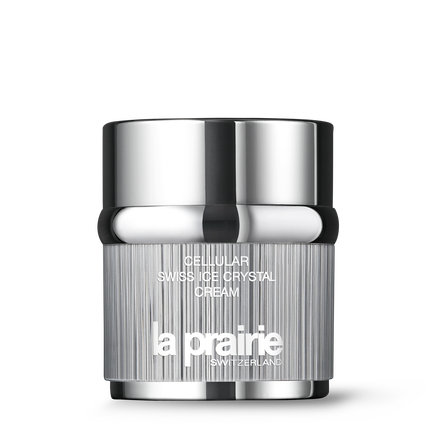 CELLULAR
SWISS ICE CRYSTAL
CREAM
la prairie
SWITZERLAND